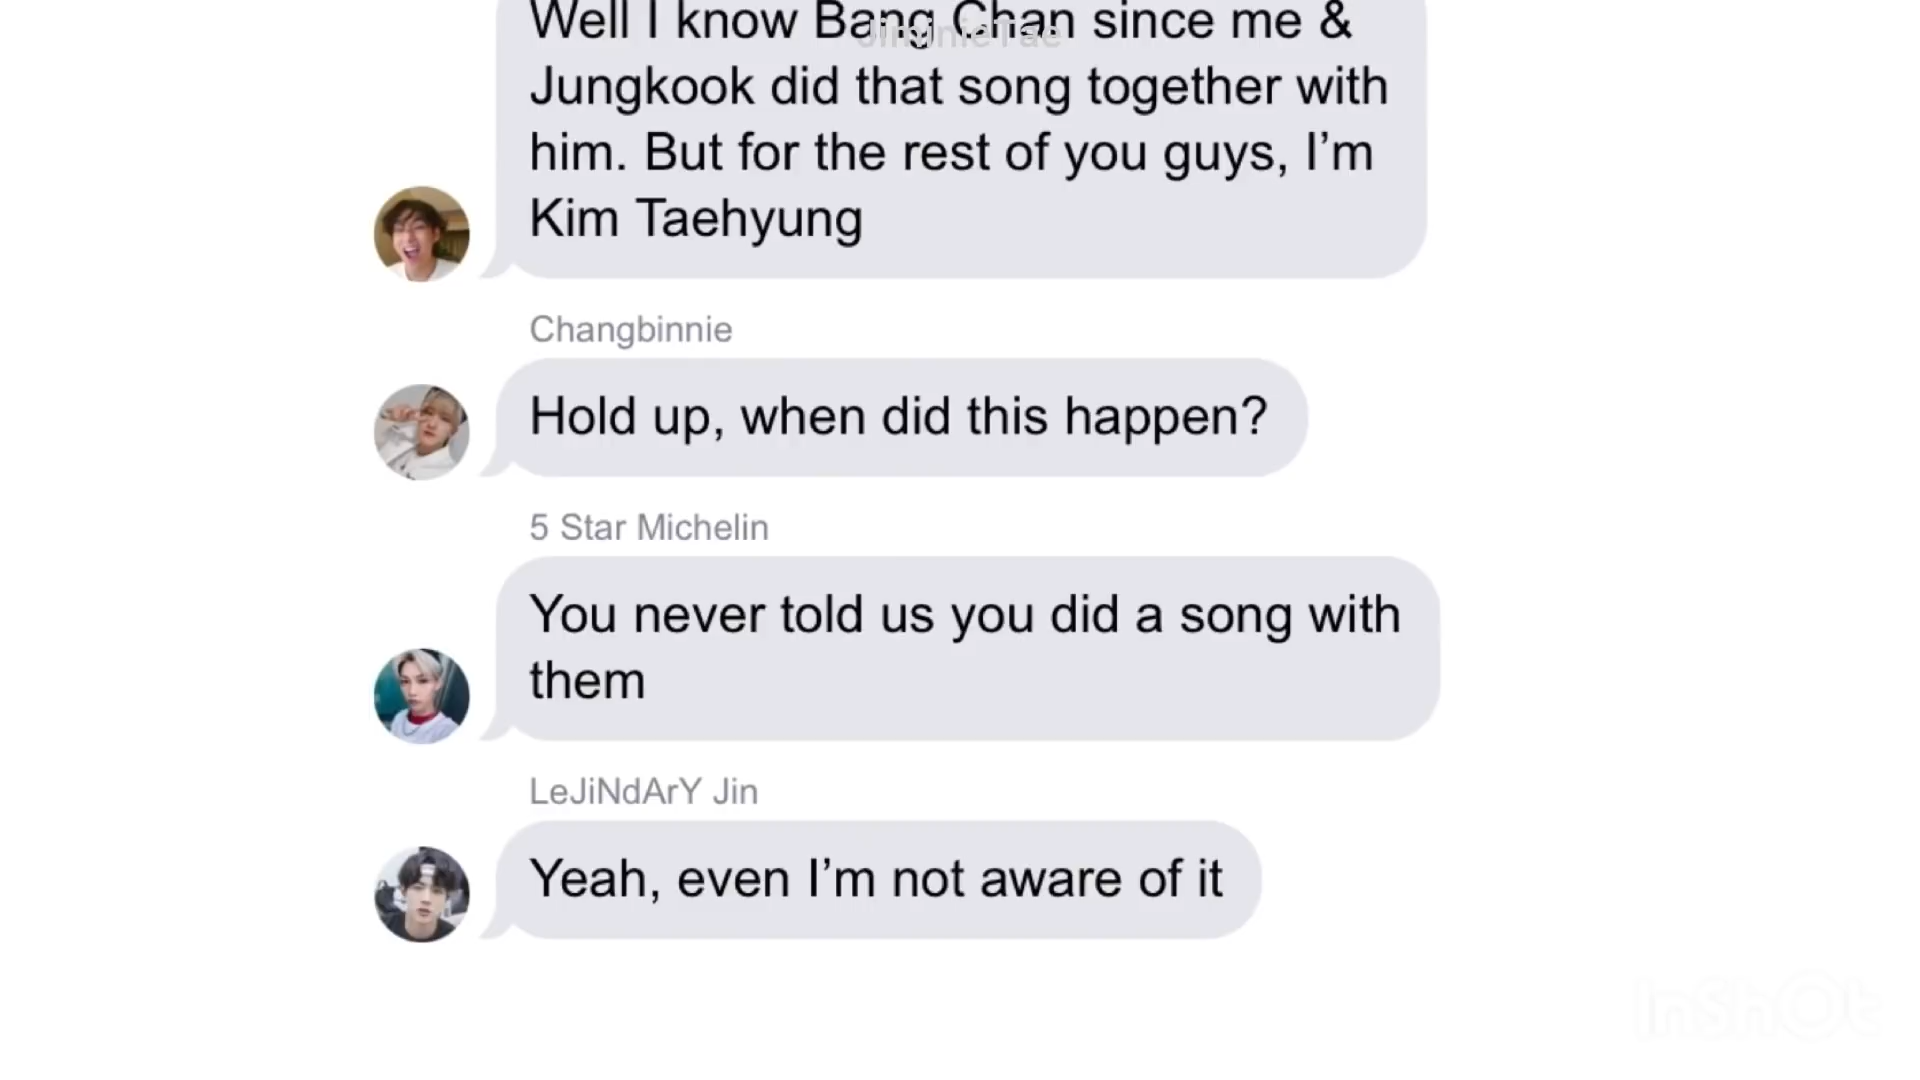 Well I know Bang Chan since me &
JiminieTae
Jungkook did that song together with
him. But for the rest of you guys, I’m
Kim Taehyung
Changbinnie
Hold up, when did this happen?
5 Star Michelin
You never told us you did a song with
them
LeJiNdArY Jin
Yeah, even I’m not aware of it
InShOt